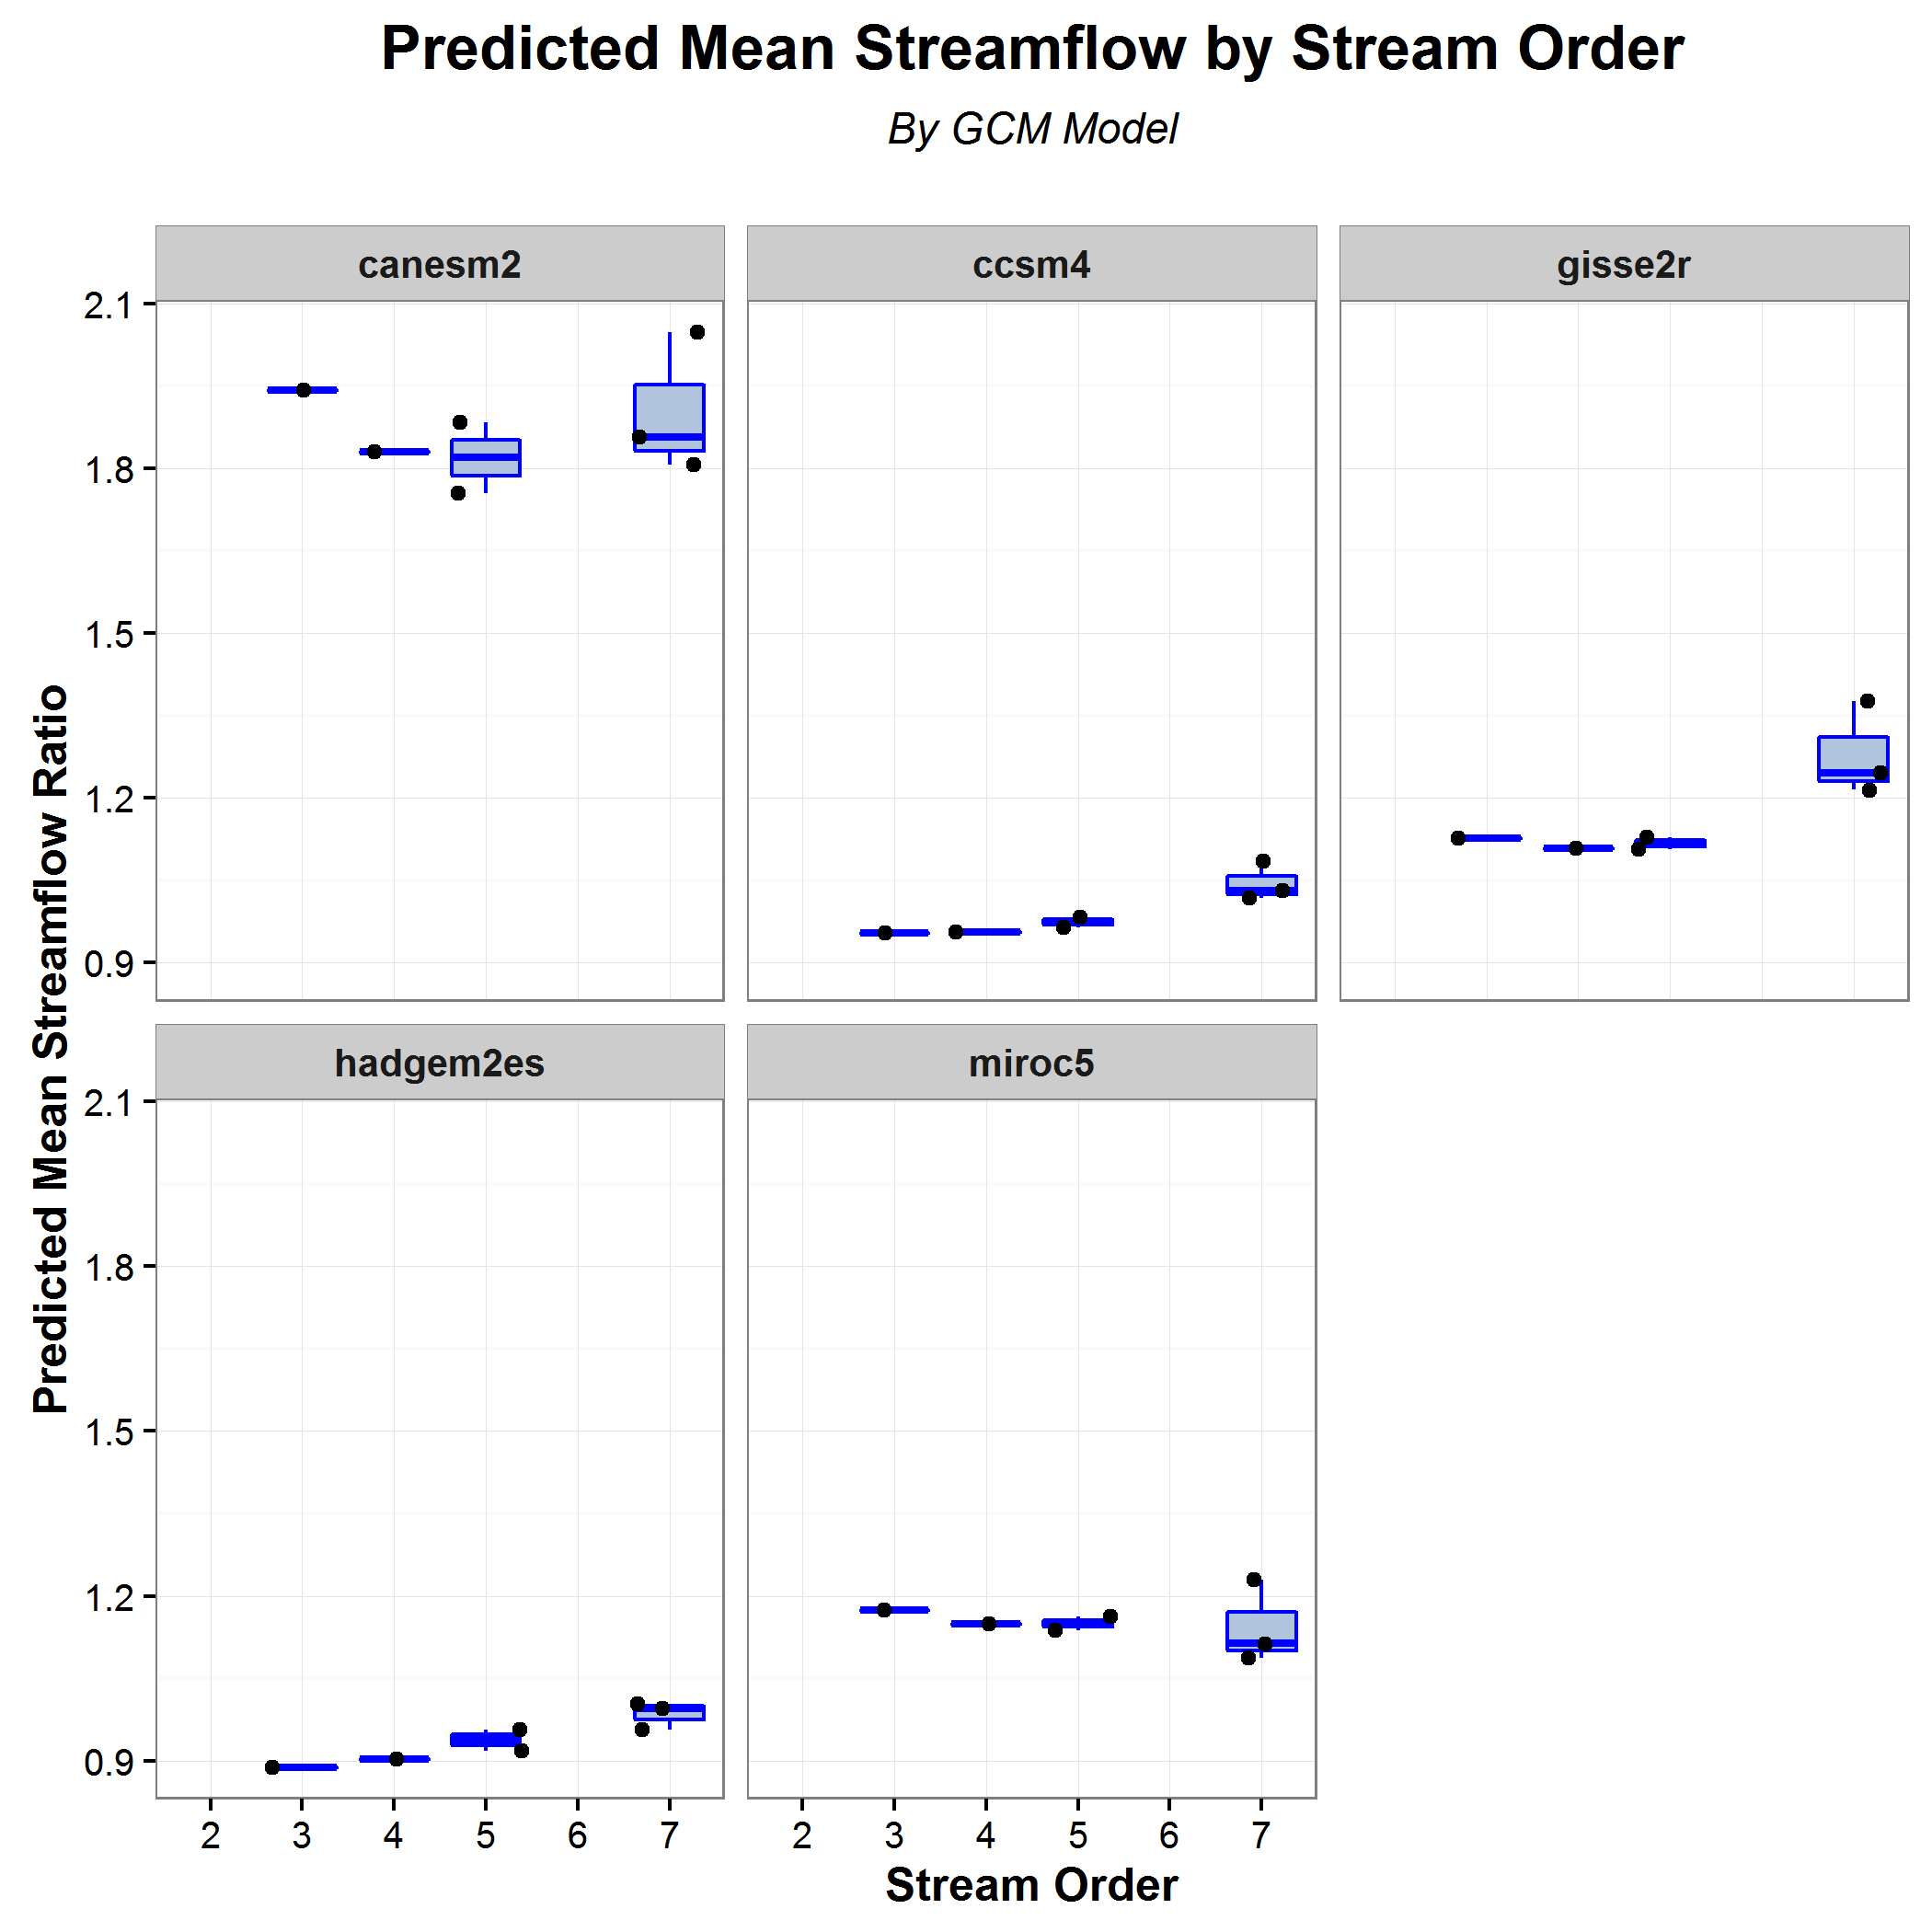 Predicted Mean Streamflow by Stream Order
By GCM Model
canesm2
ccsm4
gisse2r
2.1
1.8
1.5
1.2
0.9
hadgem2es
miroc5
2.1
1.8
1.5
1.2
0.9
2 3 4 5 6 7
2 3 4 5 6 7
Predicted Mean Streamflow Ratio
Stream Order